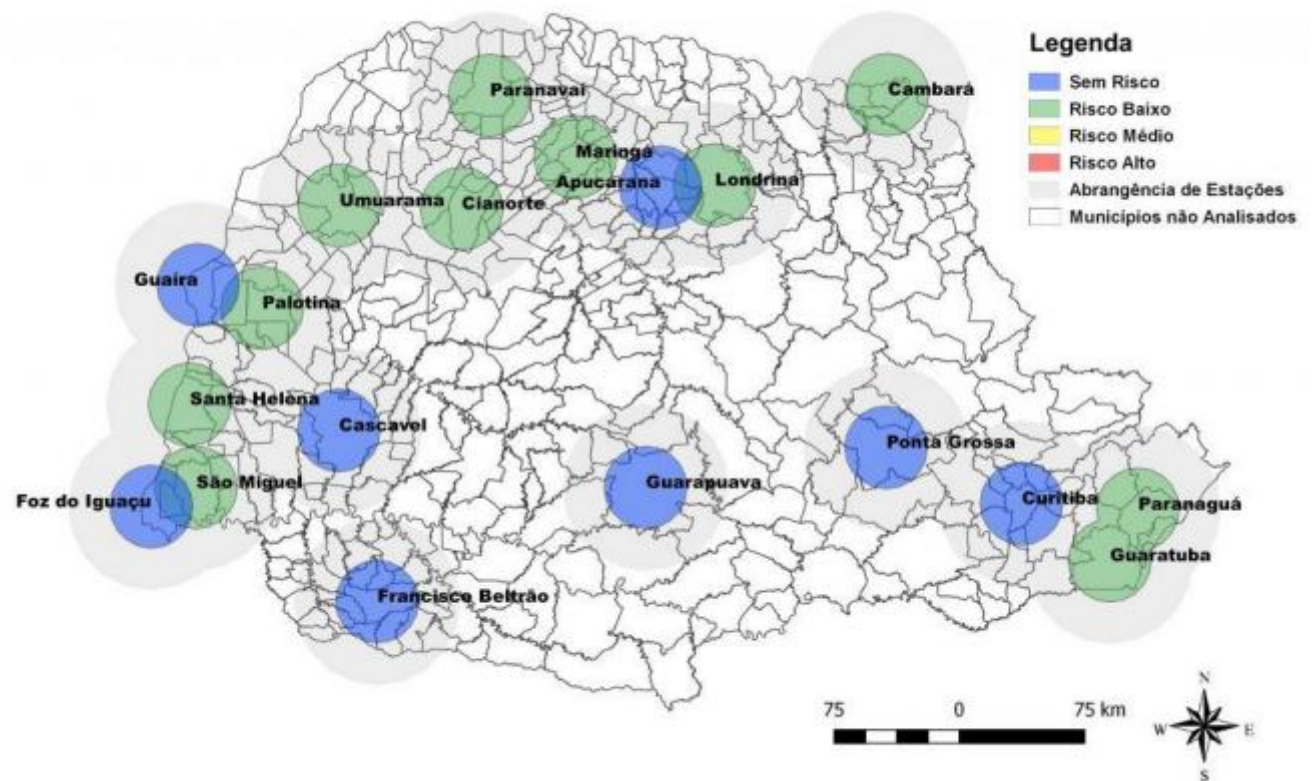 Legenda
Sem Risco
Risco Baixo
Risco Médio
Risco Alto
Abrangência de Estações
Municípios não Analisados
Paranavaí
Cambará
Maringá
Apucarana
Londrina
Umuarama
Cianorte
Guaíra
Palotina
Santa Helena
Cascavel
Ponta Grossa
São Miguel
Foz do Iguaçu
Guarapuava
Curitiba
Paranaguá
Guaratuba
Francisco Beltrão
75 0 75 km
N
W E
S